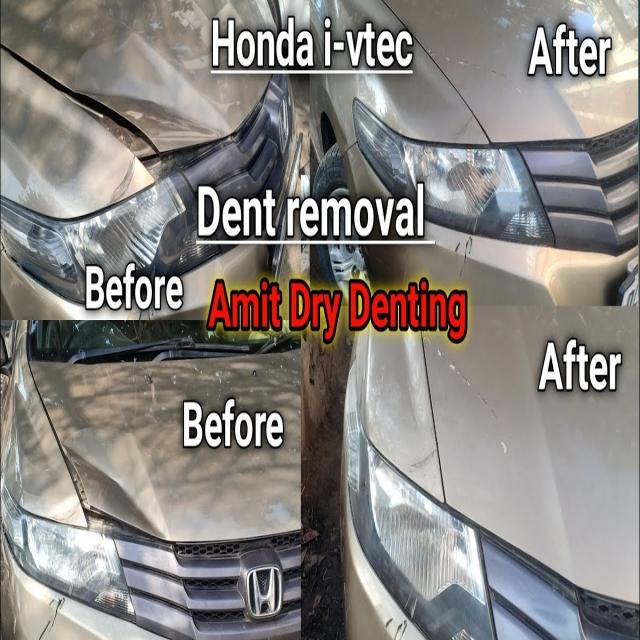 Honda i-vtec
After
Dent removal
Before
Amit Dry Denting
After
Before